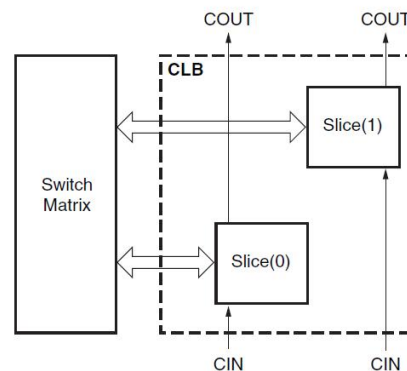 COUT COUT
CLB
Slice(1)
Switch
Matrix
Slice(0)
CIN CIN